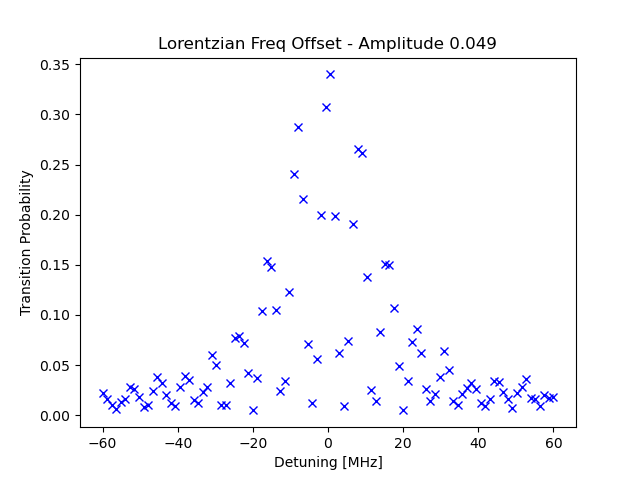 Lorentzian Freq Offset - Amplitude 0.049
0.35
0.30
0.25
0.20
0.15
0.10
0.05
0.00
Transition Probability
−60 −40 −20 0 20 40 60
Detuning [MHz]